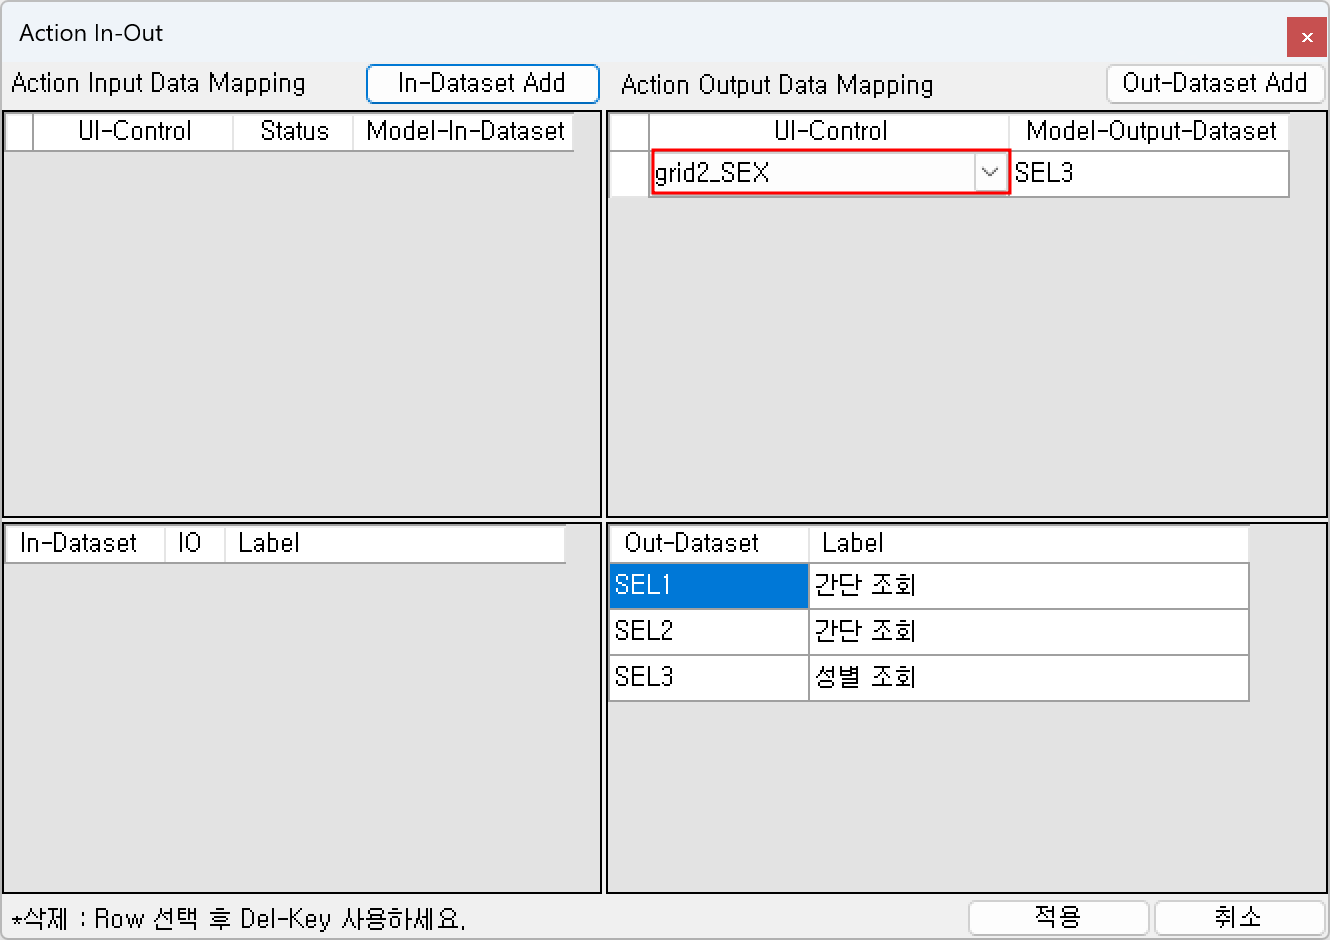 Action In-Out
Action Input Data Mapping
In-Dataset Add
UI-Control Status Model-In-Dataset
Action Output Data Mapping
Out-Dataset Add
UI-Control Model-Output-Dataset
grid2_SEX SEL3
In-Dataset IO Label
Out-Dataset Label
SEL1 간단 조회
SEL2 간단 조회
SEL3 성별 조회
*삭제 : Row 선택 후 Del-Key 사용하세요.
적용
취소